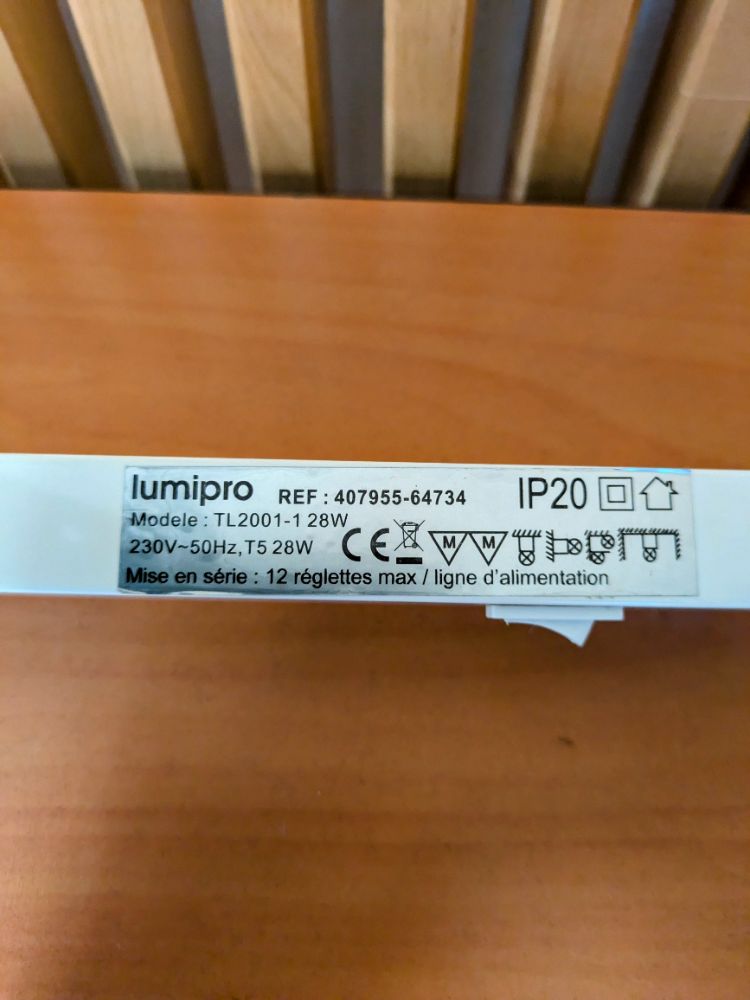 lumipro REF : 407955-64734 IP20
Modele : TL2001-1 28W
230V~50Hz, T5 28W CE M M
Mise en série : 12 réglettes max / ligne d'alimentation